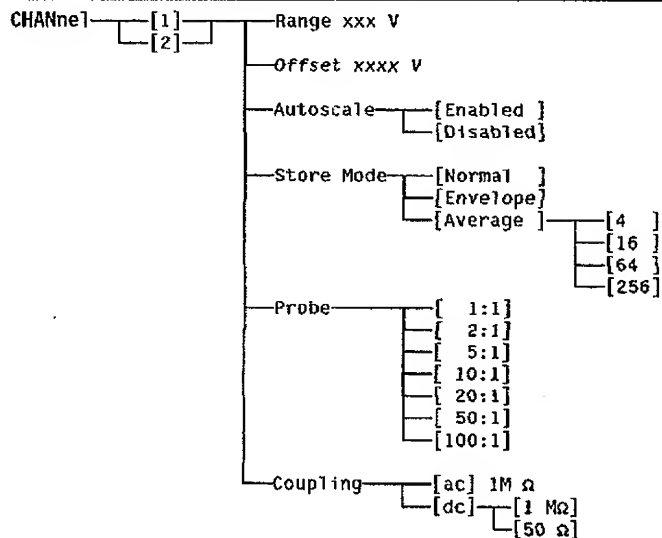 CHANnel [1] Range xxx V
[2]
Offset xxxx V
Autoscale [Enabled ]
[Disabled]
Store Mode [Normal ]
[Envelope]
[Average ] [4 ]
[16 ]
[64 ]
[256]
Probe [ 1:1]
[ 2:1]
[ 5:1]
[ 10:1]
[ 20:1]
[ 50:1]
[100:1]
Coupling [ac] 1M Ω
[dc] [1 MΩ]
[50 Ω]